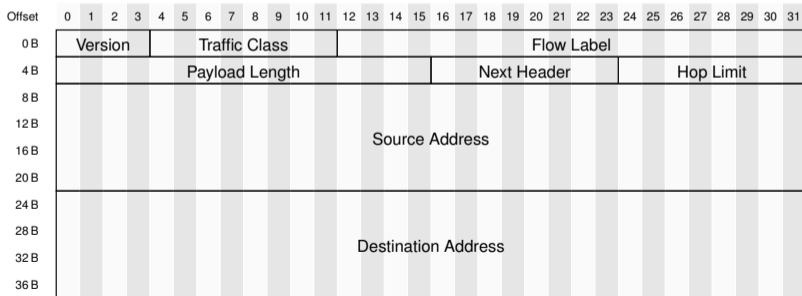 Offset 0 1 2 3 4 5 6 7 8 9 10 11 12 13 14 15 16 17 18 19 20 21 22 23 24 25 26 27 28 29 30 31
0 B Version Traffic Class Flow Label
4 B Payload Length Next Header Hop Limit
8 B
12 B
Source Address
16 B
20 B
24 B
28 B
Destination Address
32 B
36 B